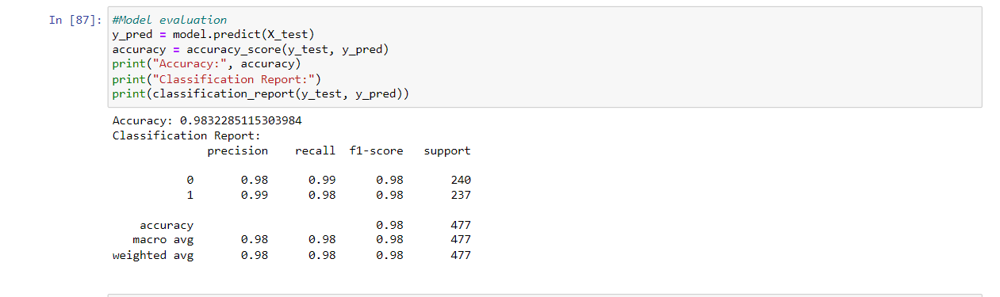 In [87]: #Model evaluation
y_pred = model.predict(X_test)
accuracy = accuracy_score(y_test, y_pred)
print("Accuracy:", accuracy)
print("Classification Report:")
print(classification_report(y_test, y_pred))
Accuracy: 0.9832285115303984
Classification Report:
precision recall f1-score support
0 0.98 0.99 0.98 240
1 0.99 0.98 0.98 237
accuracy 0.98 477
macro avg 0.98 0.98 0.98 477
weighted avg 0.98 0.98 0.98 477